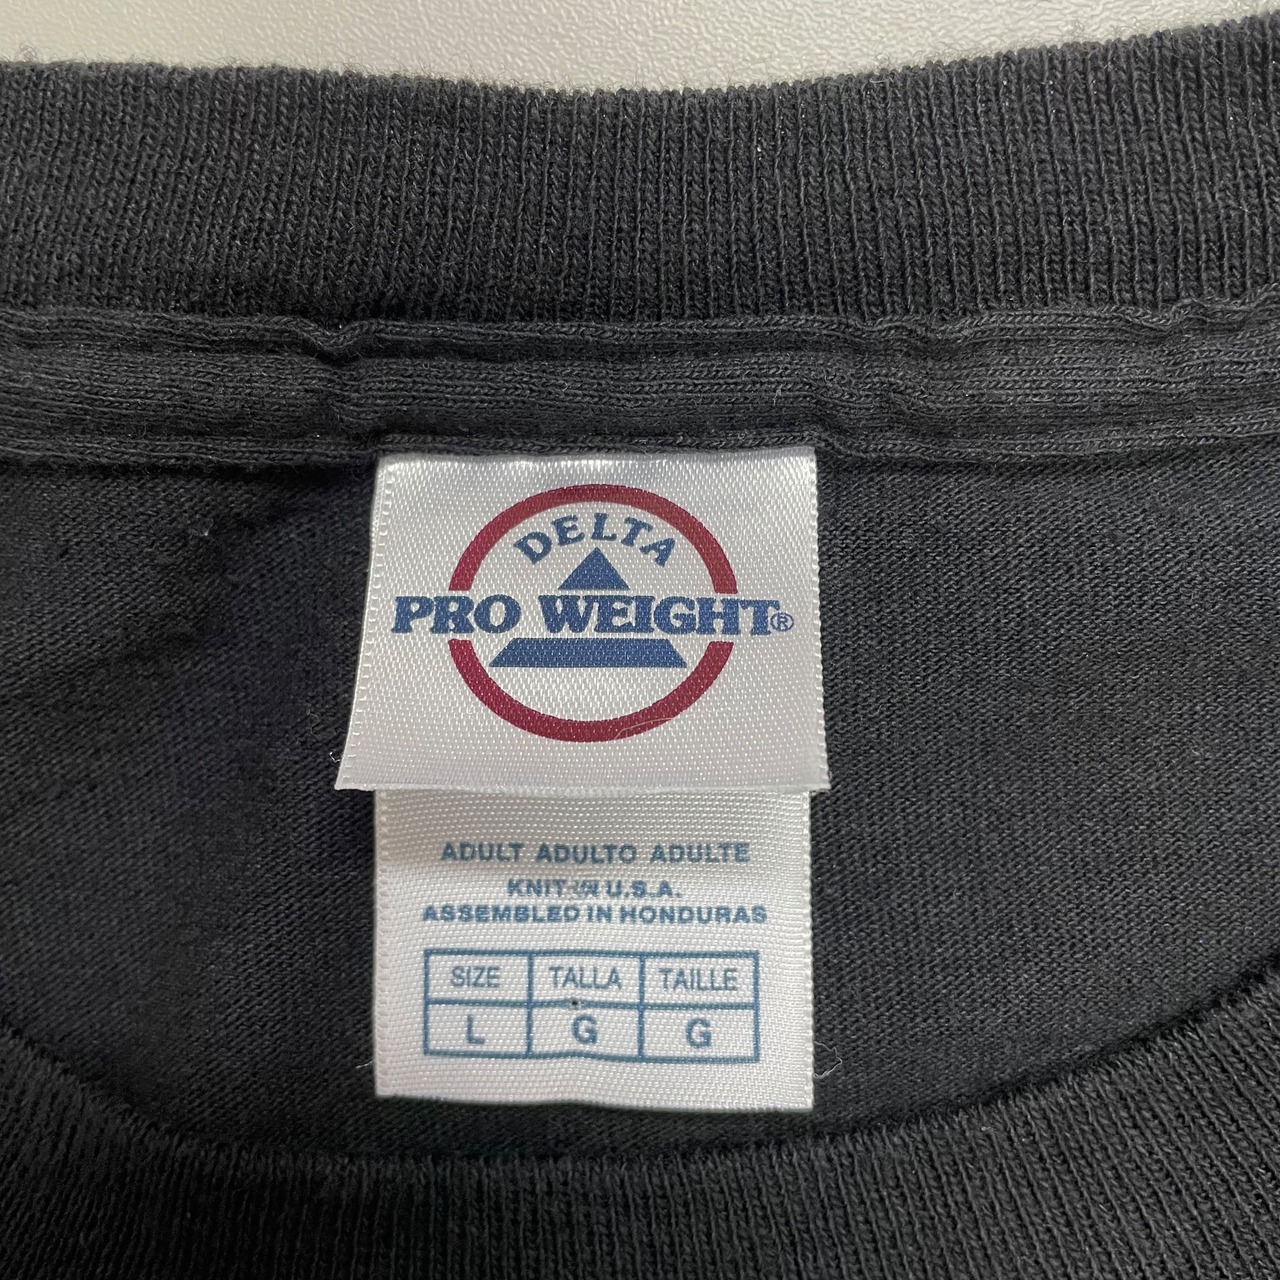 DELTA
PRO WEIGHT®
ADULT ADULTO ADULTE
KNIT IN U.S.A.
ASSEMBLED IN HONDURAS
SIZE TALLA TAILLE
L G G